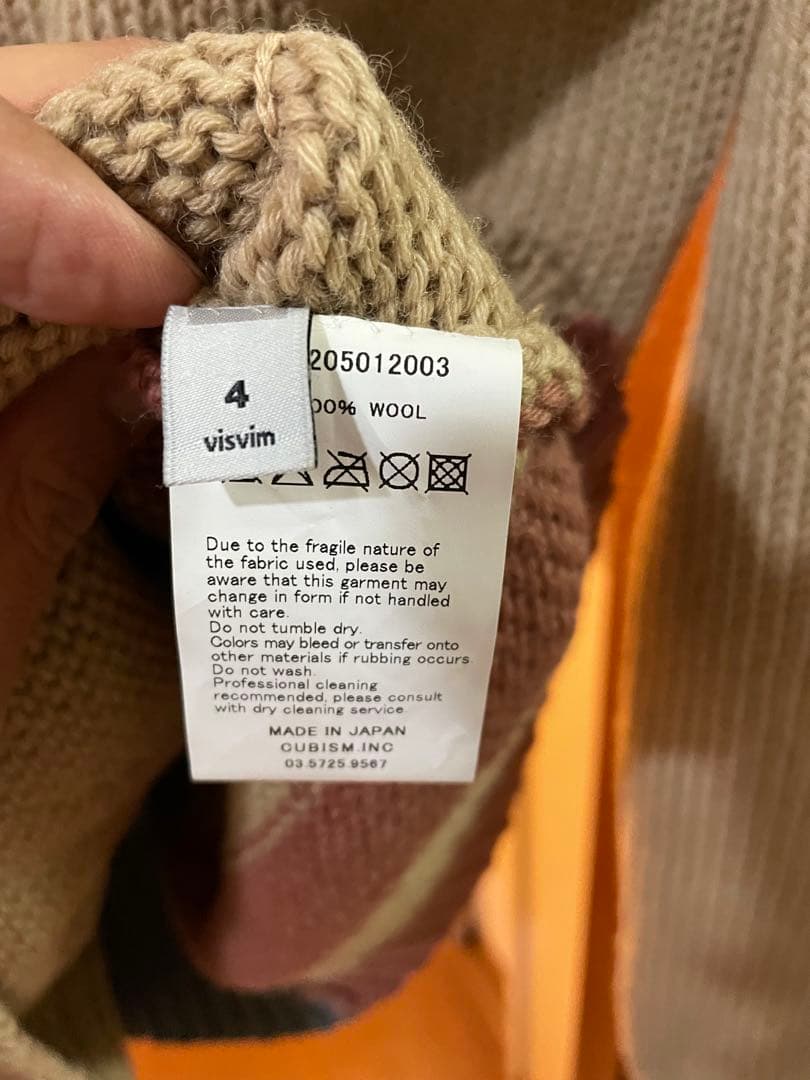 4
visvim
205012003
00% WOOL
Due to the fragile nature of
the fabric used, please be
aware that this garment may
change in form if not handled
with care.
Do not tumble dry.
Colors may bleed or transfer onto
other materials if rubbing occurs.
Do not wash.
Professional cleaning
recommended, please consult
with dry cleaning service.
MADE IN JAPAN
CUBISM.INC
03.5725.9567